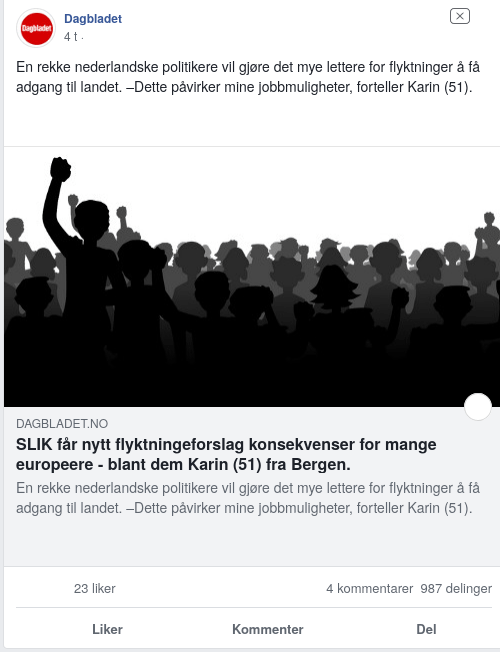 Dagbladet
Dagbladet
4 t ·
En rekke nederlandske politikere vil gjøre det mye lettere for flyktninger å få
adgang til landet. –Dette påvirker mine jobbmuligheter, forteller Karin (51).
DAGBLADET.NO
SLIK får nytt flyktningeforslag konsekvenser for mange
europeere - blant dem Karin (51) fra Bergen.
En rekke nederlandske politikere vil gjøre det mye lettere for flyktninger å få
adgang til landet. –Dette påvirker mine jobbmuligheter, forteller Karin (51).
23 liker 4 kommentarer 987 delinger
Liker Kommenter Del